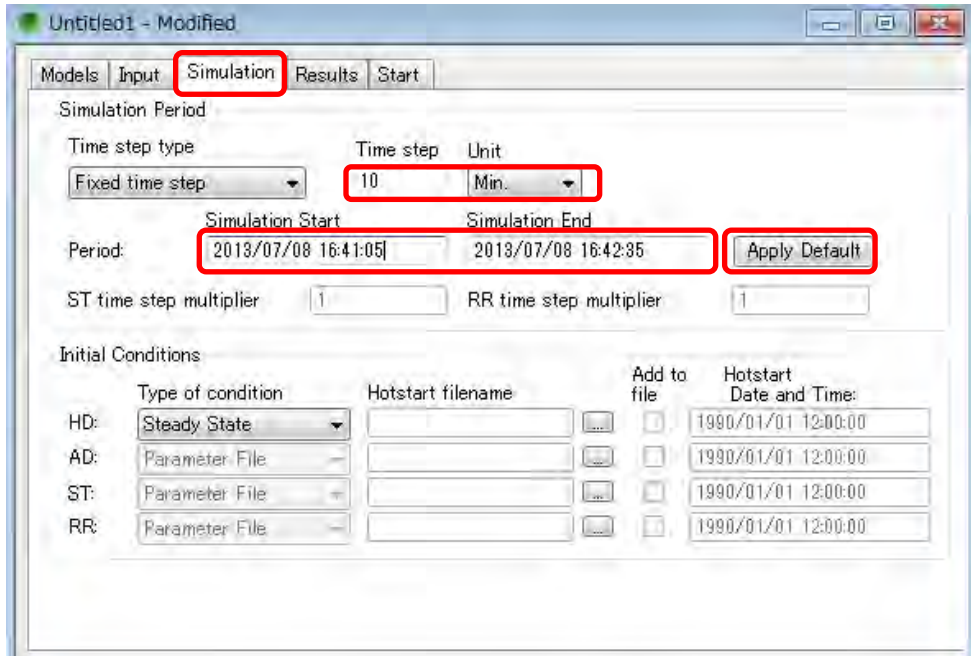 Untitled1 - Modified
Models Input Simulation Results Start
Simulation Period
Time step type Time step Unit
Fixed time step 10 Min.
Simulation Start Simulation End
Period: 2013/07/08 16:41:05 2013/07/08 16:42:35 Apply Default
ST time step multiplier 1 RR time step multiplier 1
Initial Conditions
Type of condition Hotstart filename Add to file Hotstart Date and Time:
HD: Steady State ... 1990/01/01 12:00:00
AD: Parameter File ... 1990/01/01 12:00:00
ST: Parameter File ... 1990/01/01 12:00:00
RR: Parameter File ... 1990/01/01 12:00:00